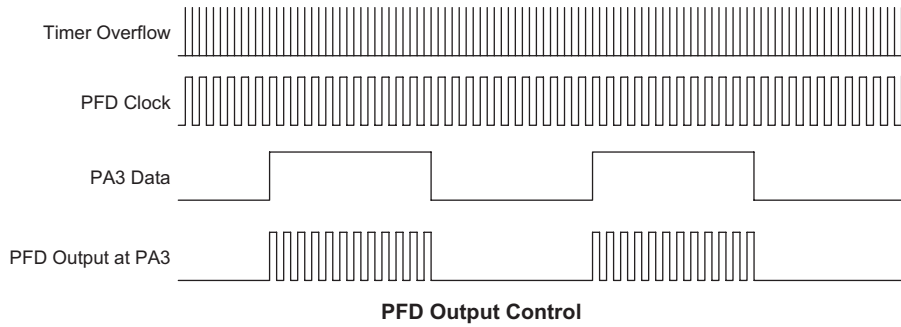 Timer Overflow
PFD Clock
PA3 Data
PFD Output at PA3
PFD Output Control